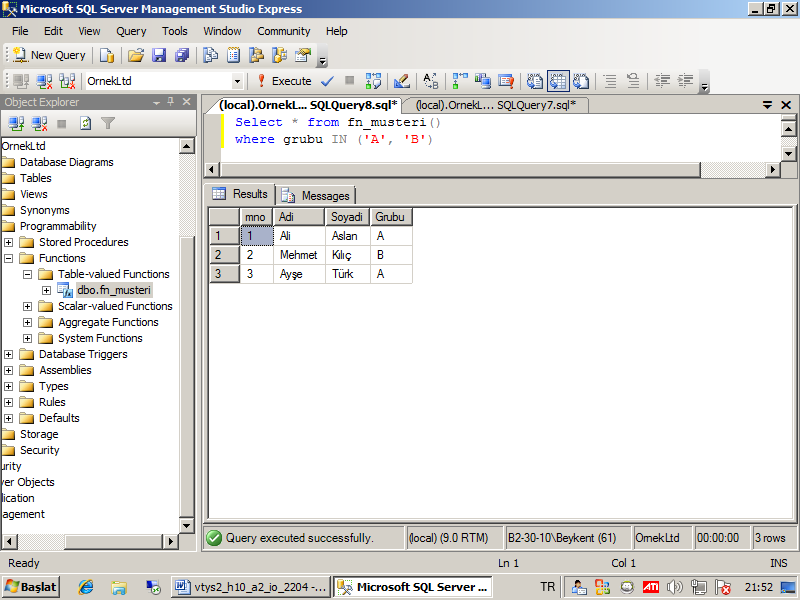 Microsoft SQL Server Management Studio Express
File Edit View Query Tools Window Community Help
New Query
OrnekLtd Execute
Object Explorer
OrnekLtd
Database Diagrams
Tables
Views
Synonyms
Programmability
Stored Procedures
Functions
Table-valued Functions
dbo.fn_musteri
Scalar-valued Functions
Aggregate Functions
System Functions
Database Triggers
Assemblies
Types
Rules
Defaults
Storage
Security
urity
ver Objects
lication
agement
(local).OrnekL... SQLQuery8.sql* (local).OrnekL... SQLQuery7.sql*
Select * from fn_musteri()
where grubu IN ('A', 'B')
Results Messages
mno Adi Soyadi Grubu
1 1 Ali Aslan A
2 2 Mehmet Kılıç B
3 3 Ayşe Türk A
Query executed successfully. (local) (9.0 RTM) B2-30-10\Beykent (61) OrnekLtd 00:00:00 3 rows
Ready Ln 1 Col 1 INS
Başlat vtys2_h10_a2_io_2204 -... Microsoft SQL Server ... TR ATI 21:52